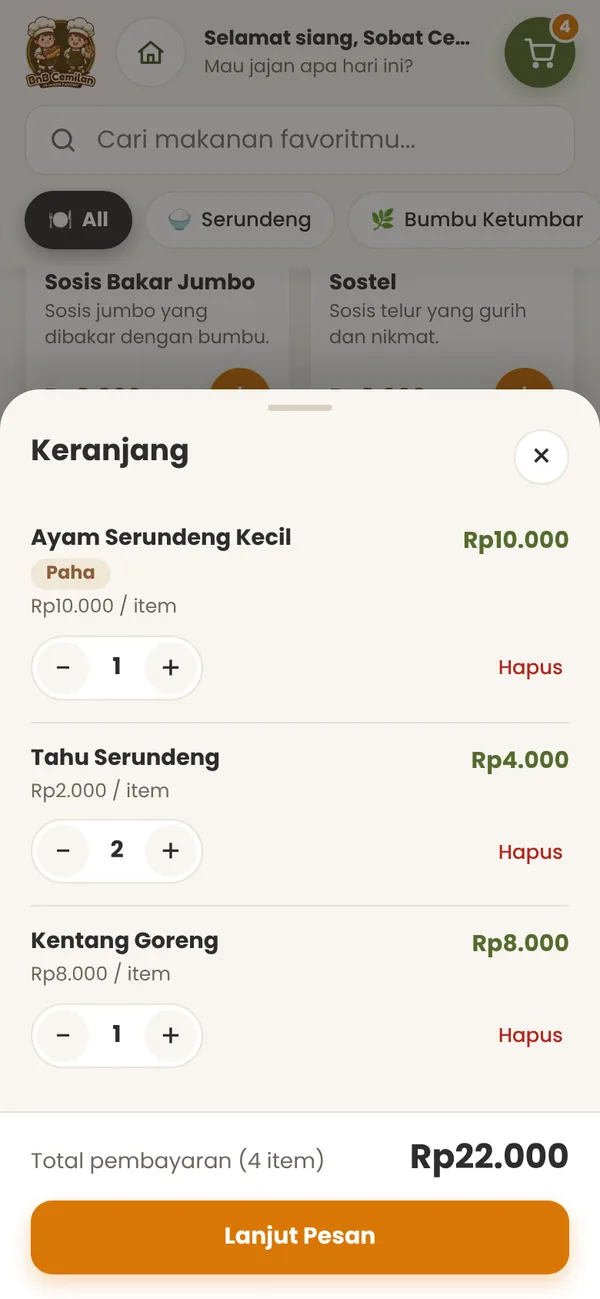 BnB Cemilan
Selamat siang, Sobat Ce...
Mau jajan apa hari ini?
4
Cari makanan favoritmu...
All
Serundeng
Bumbu Ketumbar
Sosis Bakar Jumbo
Sosis jumbo yang
dibakar dengan bumbu.
Sostel
Sosis telur yang gurih
dan nikmat.
Keranjang
×
Ayam Serundeng Kecil
Rp10.000
Paha
Rp10.000 / item
− 1 +
Hapus
Tahu Serundeng
Rp4.000
Rp2.000 / item
− 2 +
Hapus
Kentang Goreng
Rp8.000
Rp8.000 / item
− 1 +
Hapus
Total pembayaran (4 item)
Rp22.000
Lanjut Pesan